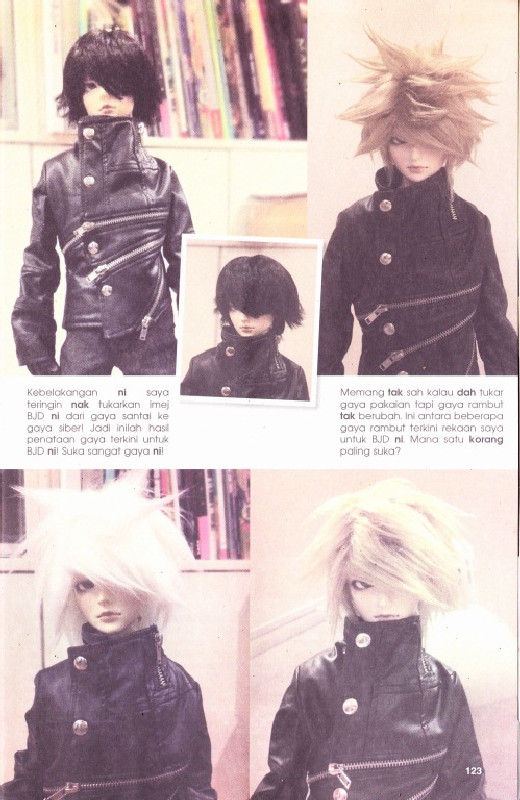 Kebelakangan ni saya
teringin nak tukarkan imej
BJD ni dari gaya santai ke
gaya siber! Jadi inilah hasil
penataan gaya terkini untuk
BJD ni! Suka sangat gaya ni!
Memang tak sah kalau dah tukar
gaya pakaian tapi gaya rambut
tak berubah. Ini antara beberapa
gaya rambut terkini rekaan saya
untuk BJD ni. Mana satu korang
paling suka?
123